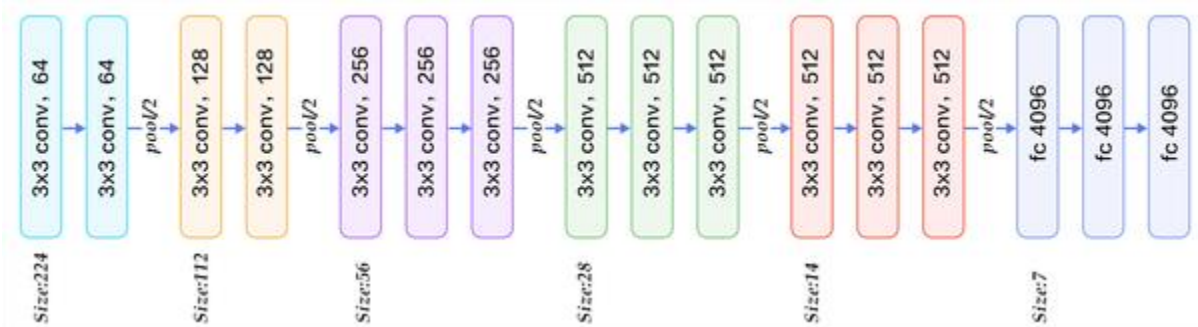 3x3 conv, 64
3x3 conv, 64
pool/2
3x3 conv, 128
3x3 conv, 128
pool/2
3x3 conv, 256
3x3 conv, 256
3x3 conv, 256
pool/2
3x3 conv, 512
3x3 conv, 512
3x3 conv, 512
pool/2
3x3 conv, 512
3x3 conv, 512
3x3 conv, 512
pool/2
fc 4096
fc 4096
fc 4096
Size:224
Size:112
Size:56
Size:28
Size:14
Size:7